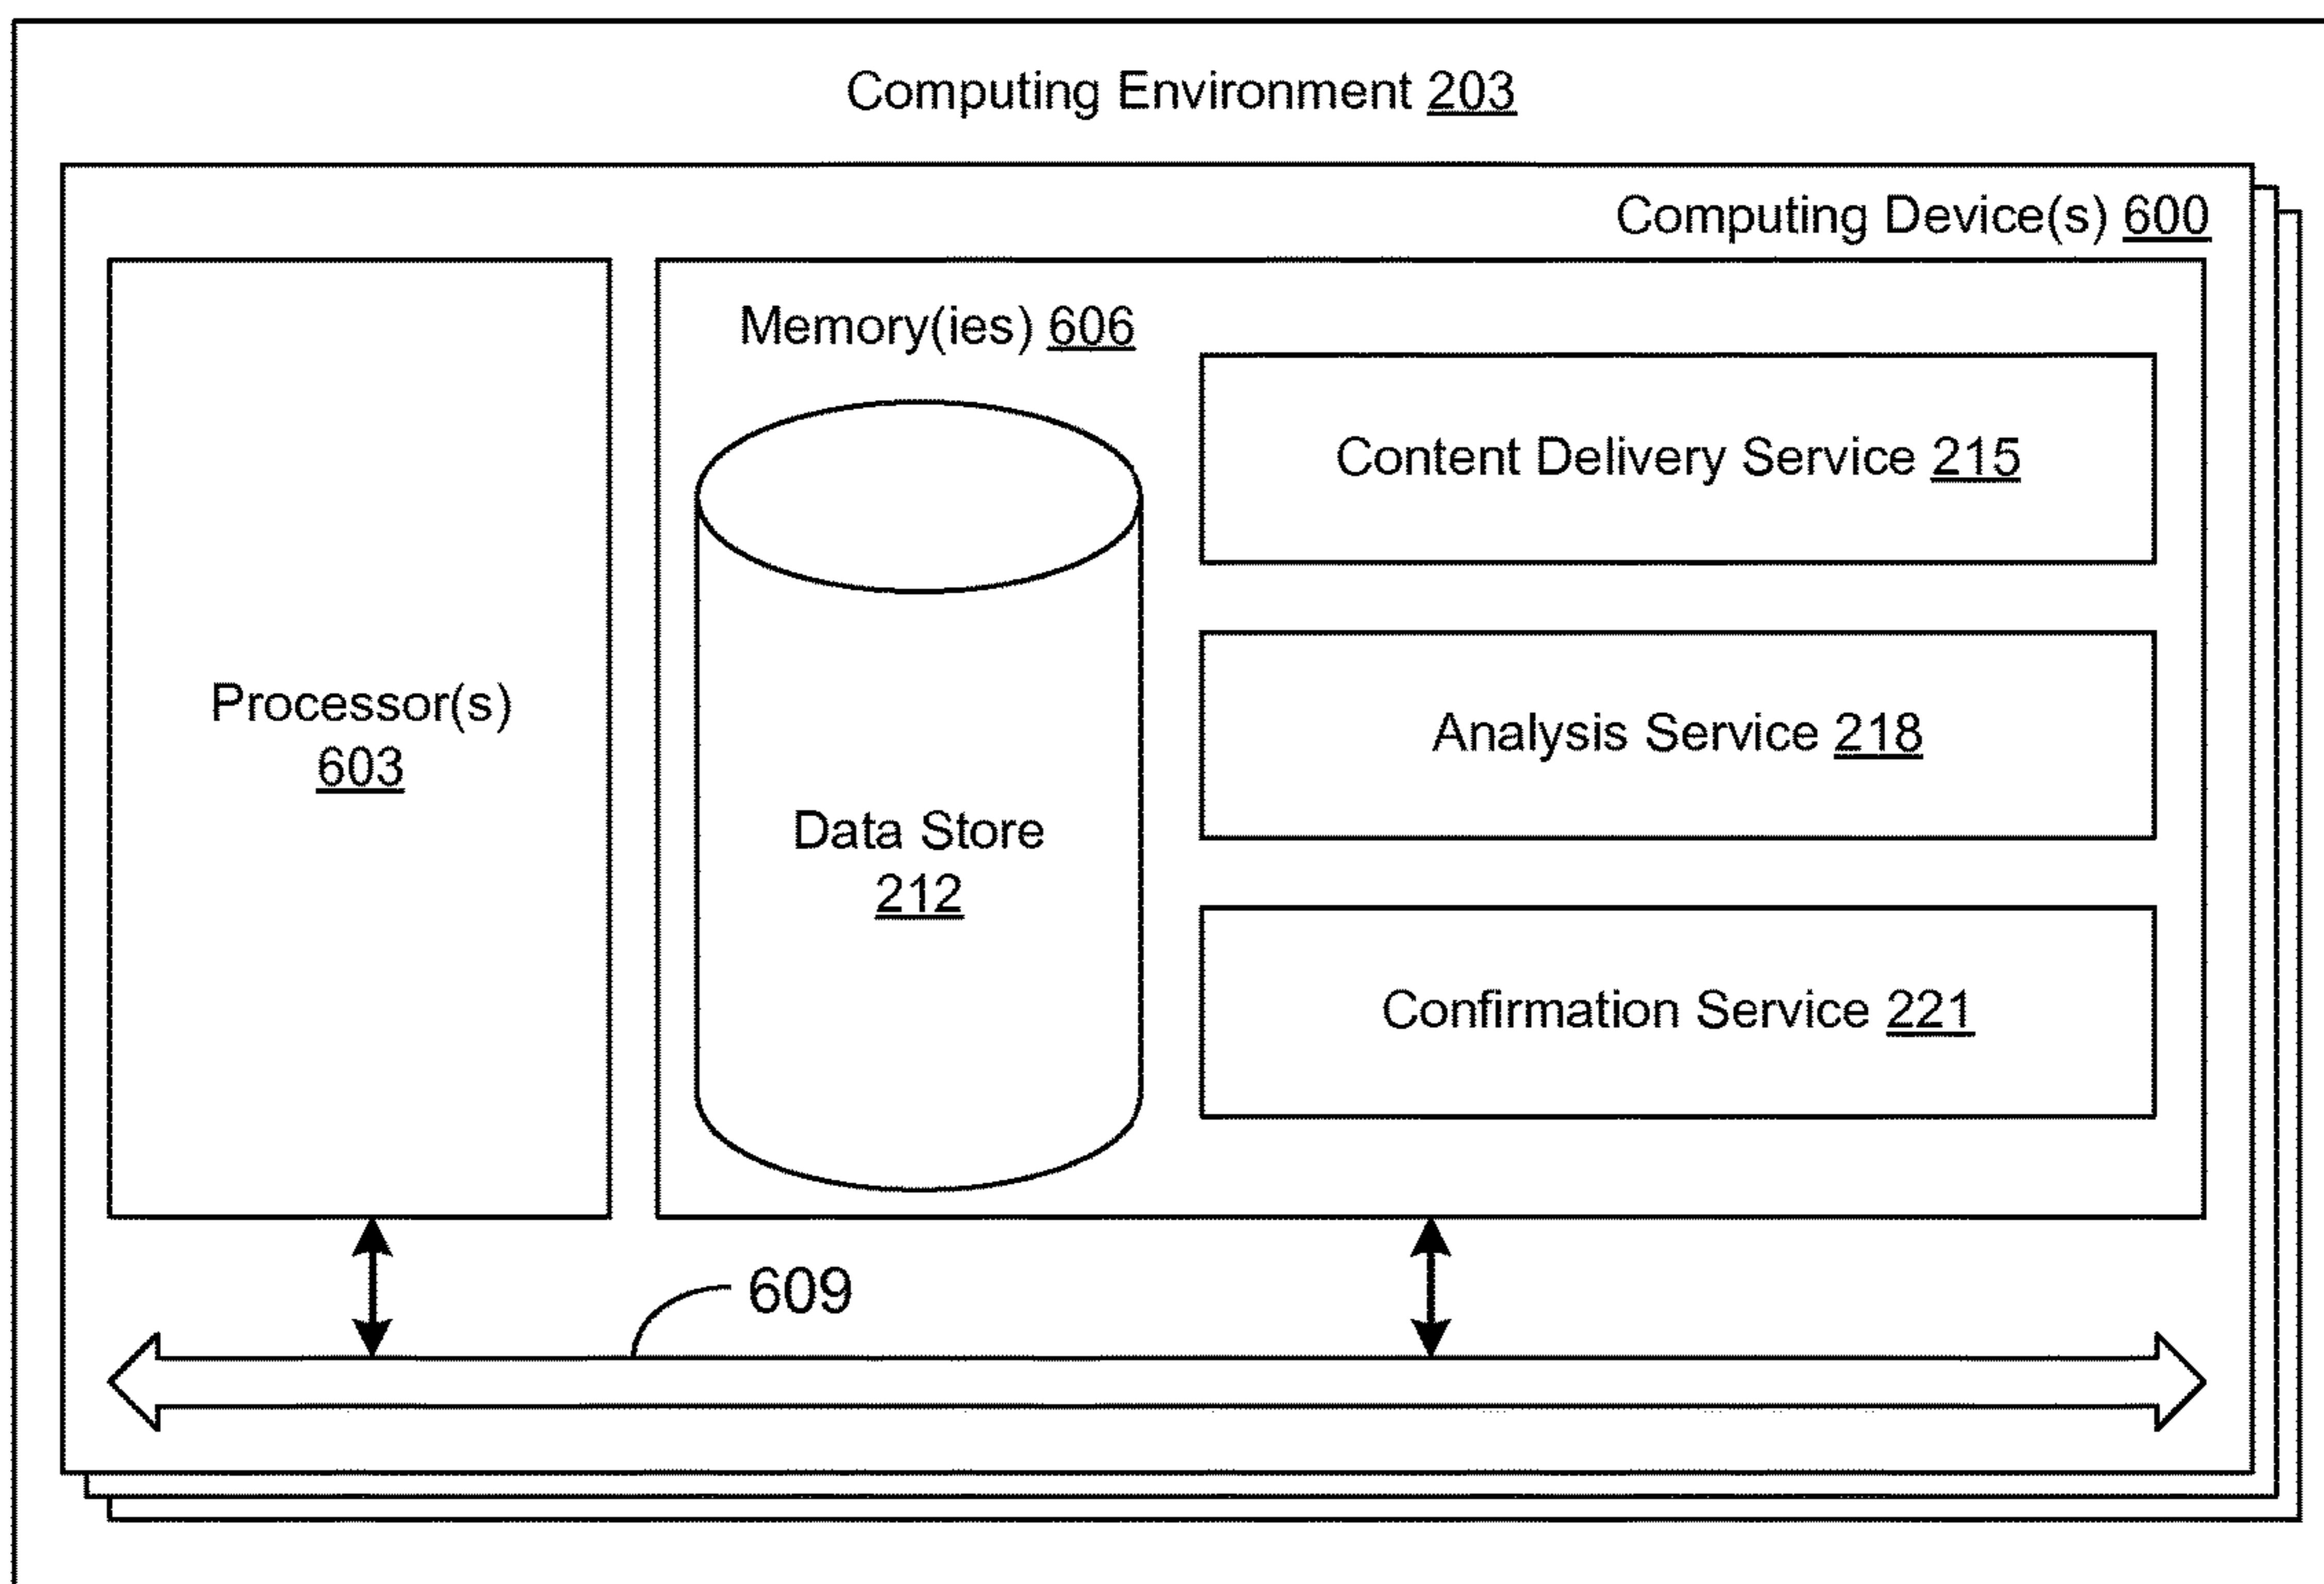 Computing Environment 203
Computing Device(s) 600
Memory(ies) 606
Content Delivery Service 215
Processor(s)
603
Analysis Service 218
Data Store
212
Confirmation Service 221
609